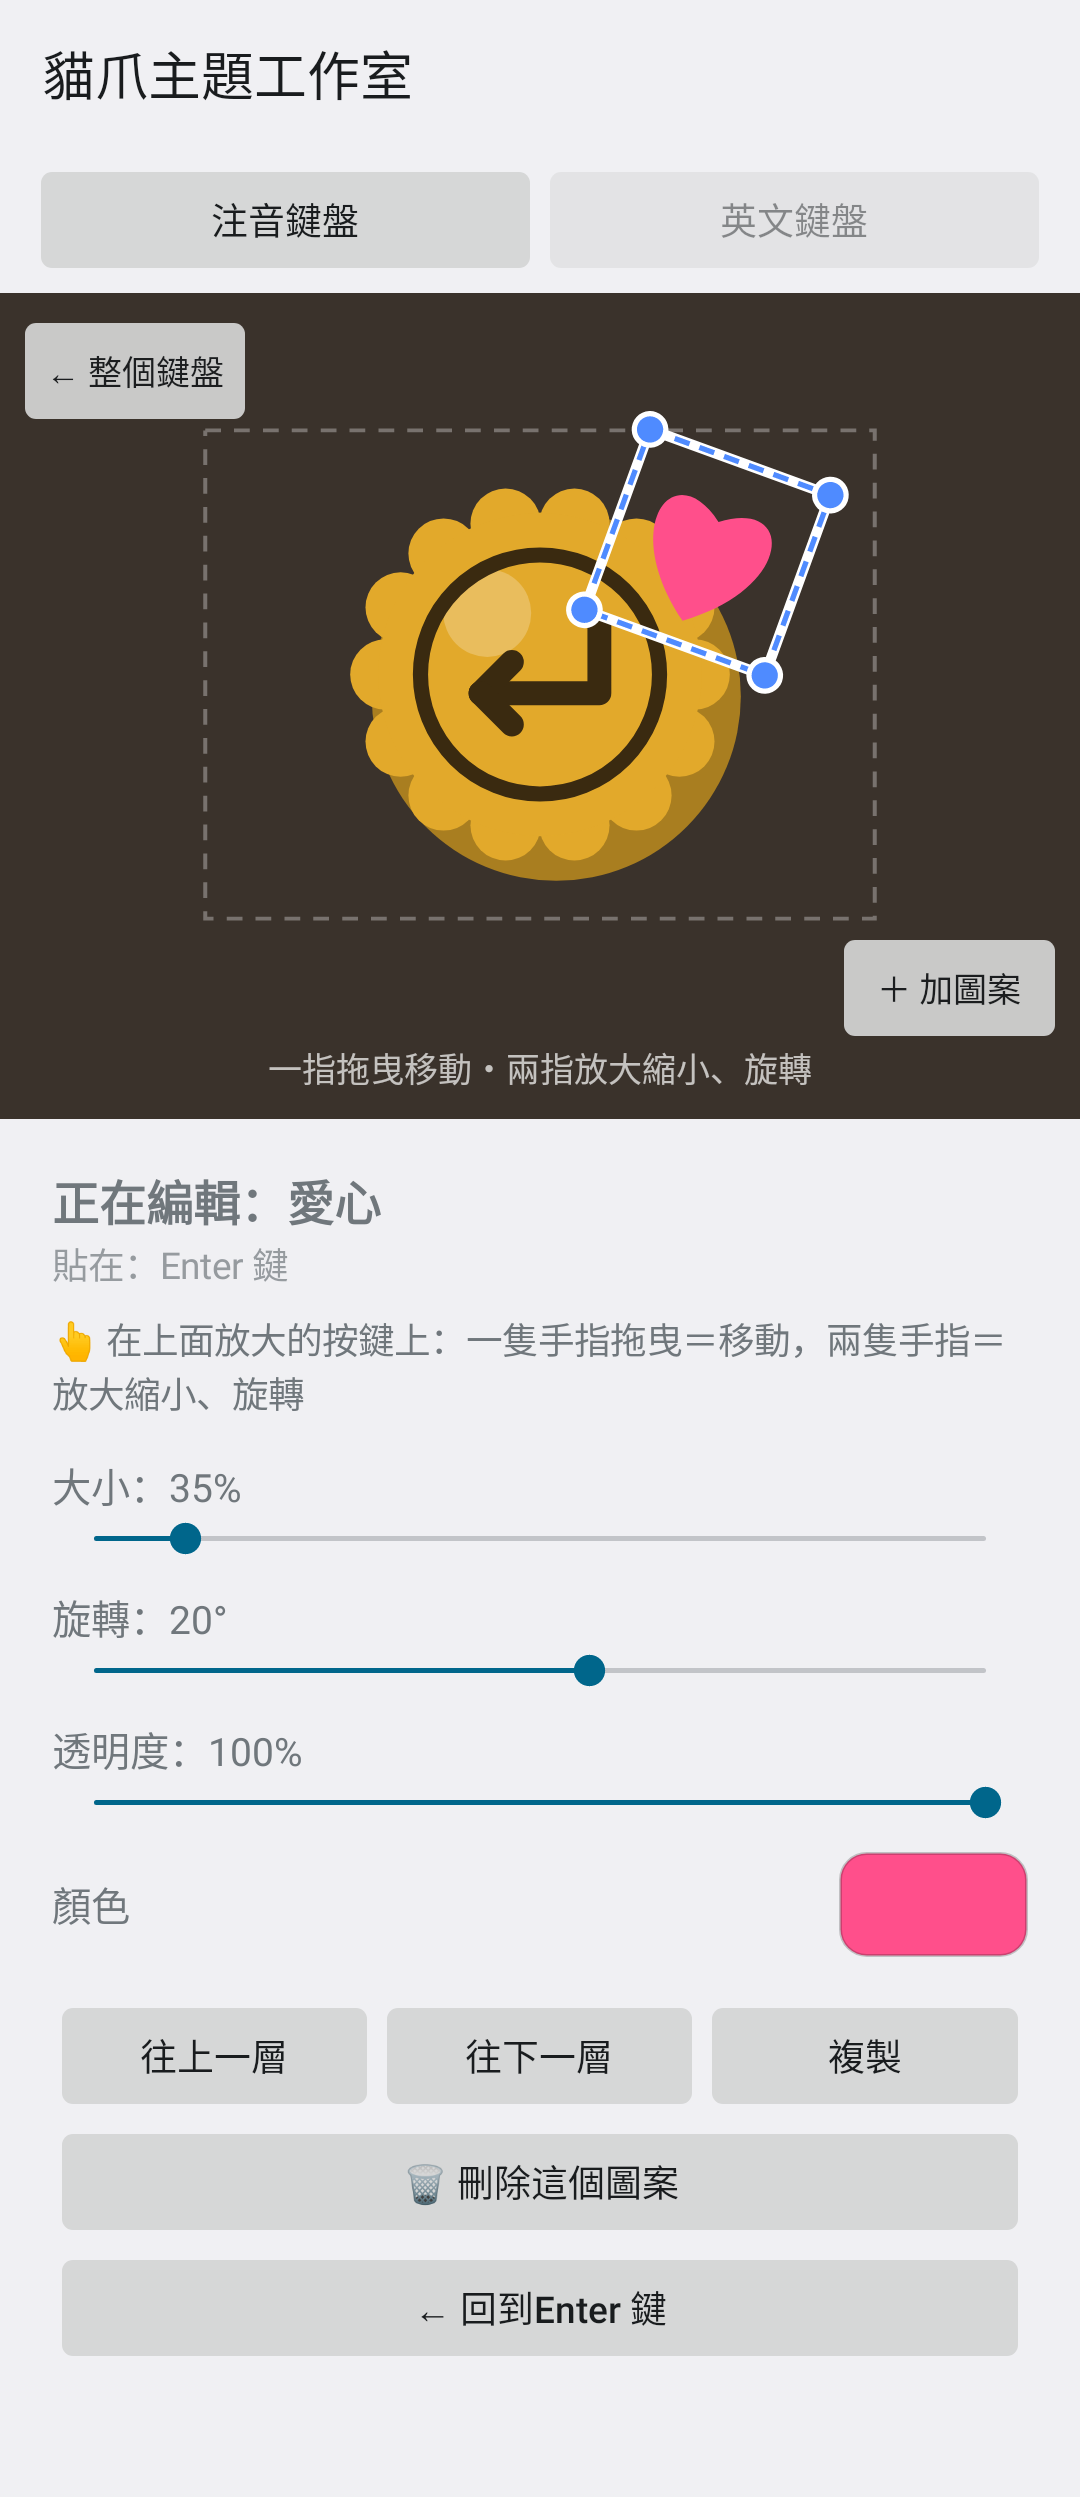 貓爪主題工作室
注音鍵盤
英文鍵盤
← 整個鍵盤
＋ 加圖案
一指拖曳移動・兩指放大縮小、旋轉
正在編輯：愛心
貼在：Enter 鍵
👆 在上面放大的按鍵上：一隻手指拖曳＝移動，兩隻手指＝
放大縮小、旋轉
大小：35%
旋轉：20°
透明度：100%
顏色
往上一層
往下一層
複製
🗑️ 刪除這個圖案
← 回到Enter 鍵